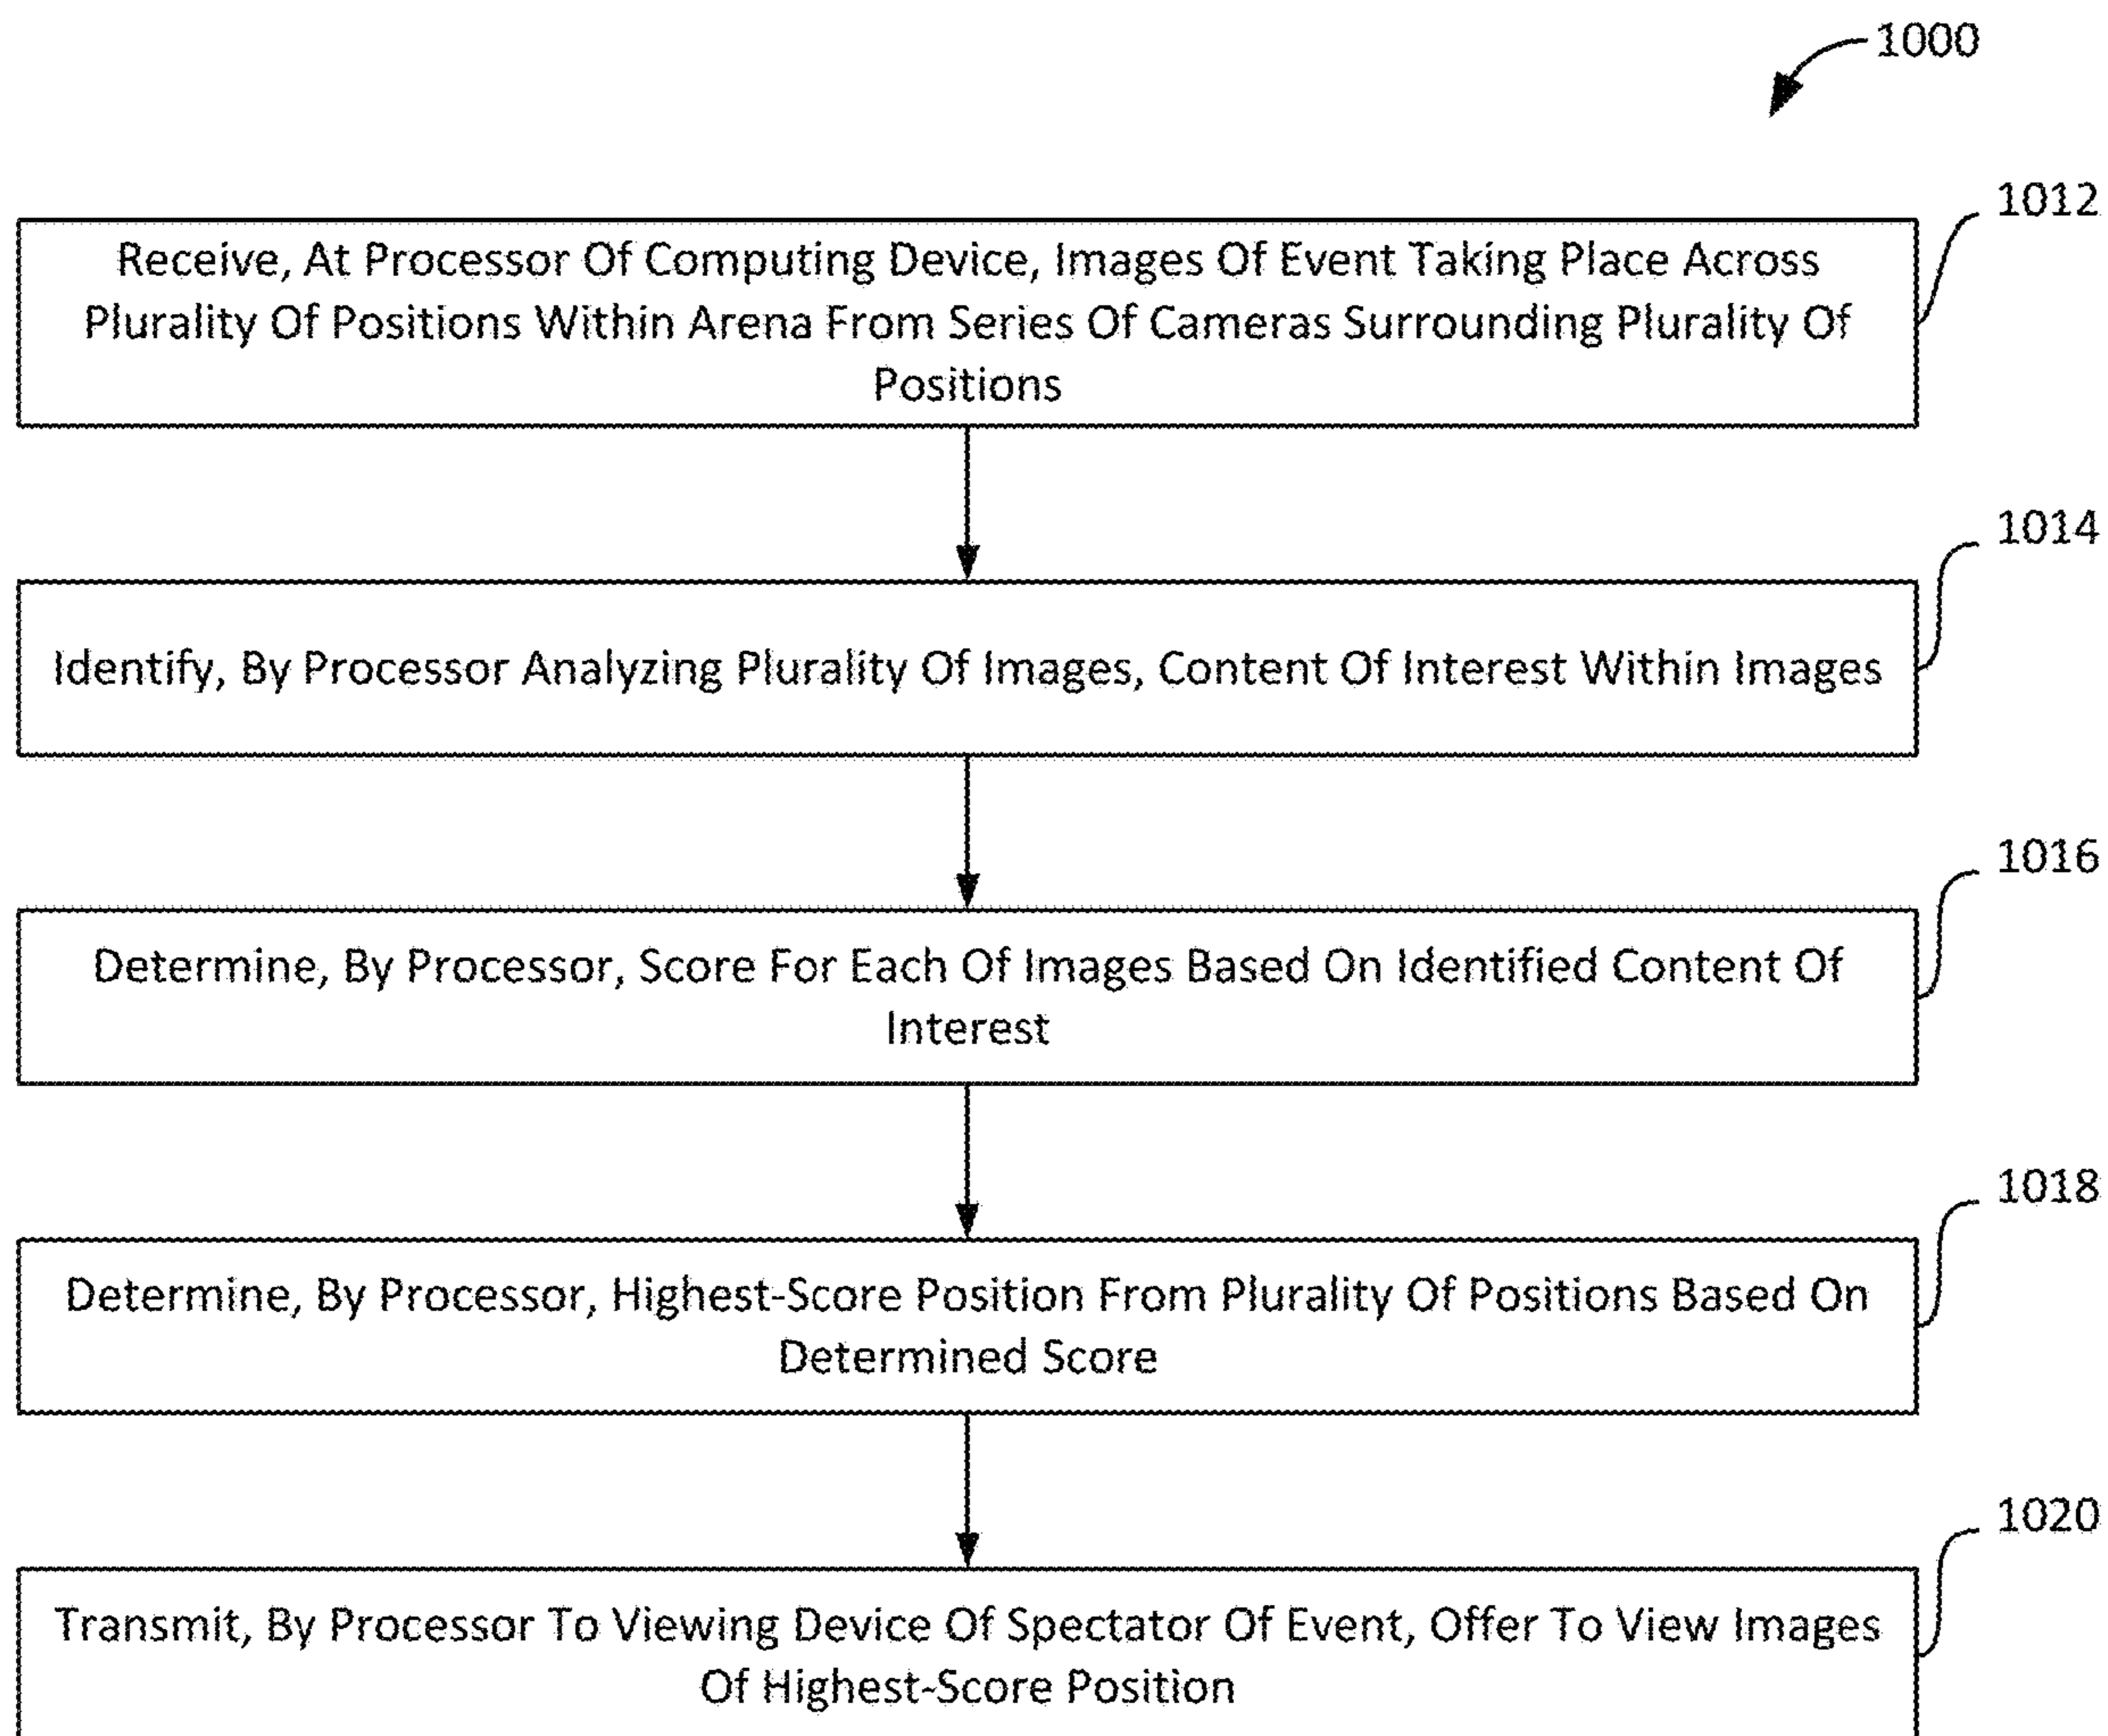 1000
1012
Receive, At Processor Of Computing Device, Images Of Event Taking Place Across
Plurality Of Positions Within Arena From Series Of Cameras Surrounding Plurality Of
Positions
1014
Identify, By Processor Analyzing Plurality Of Images, Content Of Interest Within Images
1016
Determine, By Processor, Score For Each Of Images Based On Identified Content Of
Interest
1018
Determine, By Processor, Highest-Score Position From Plurality Of Positions Based On
Determined Score
1020
Transmit, By Processor To Viewing Device Of Spectator Of Event, Offer To View Images
Of Highest-Score Position